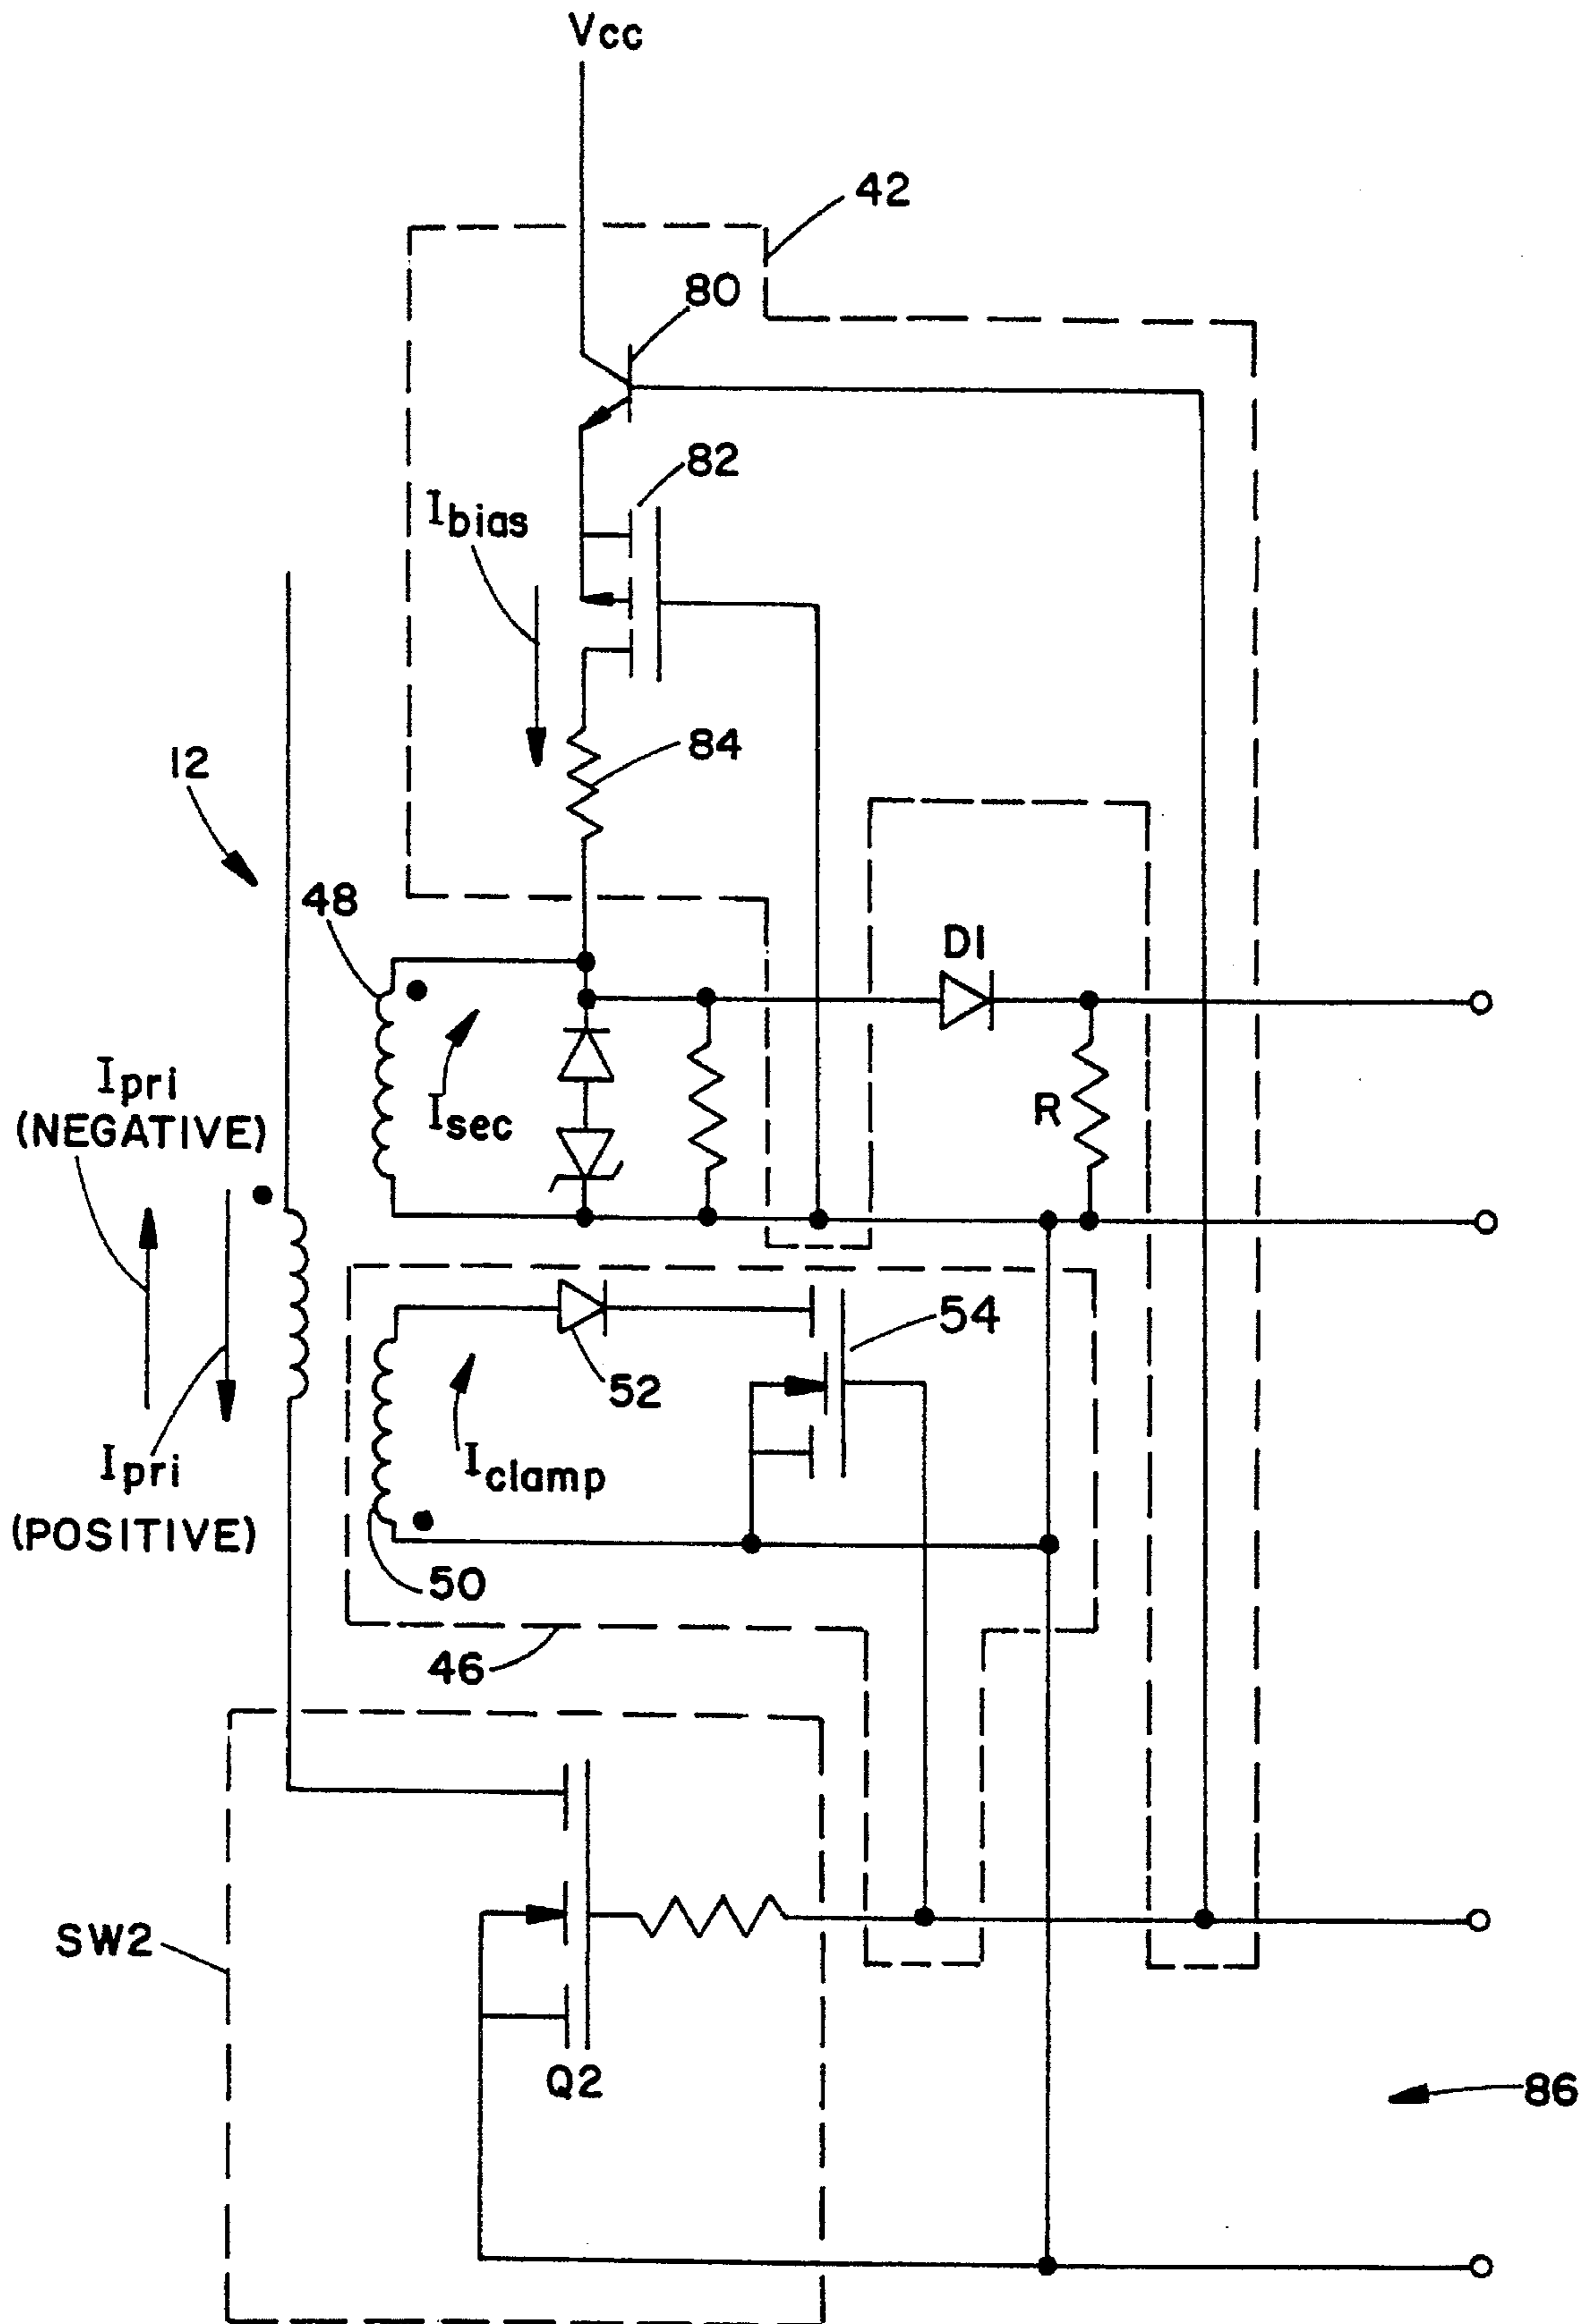 Vcc
42
80
82
Ibias
84
12
48
D1
Ipri
(NEGATIVE)
Isec
R
54
52
Iclamp
Ipri
(POSITIVE)
50
46
SW2
Q2
86